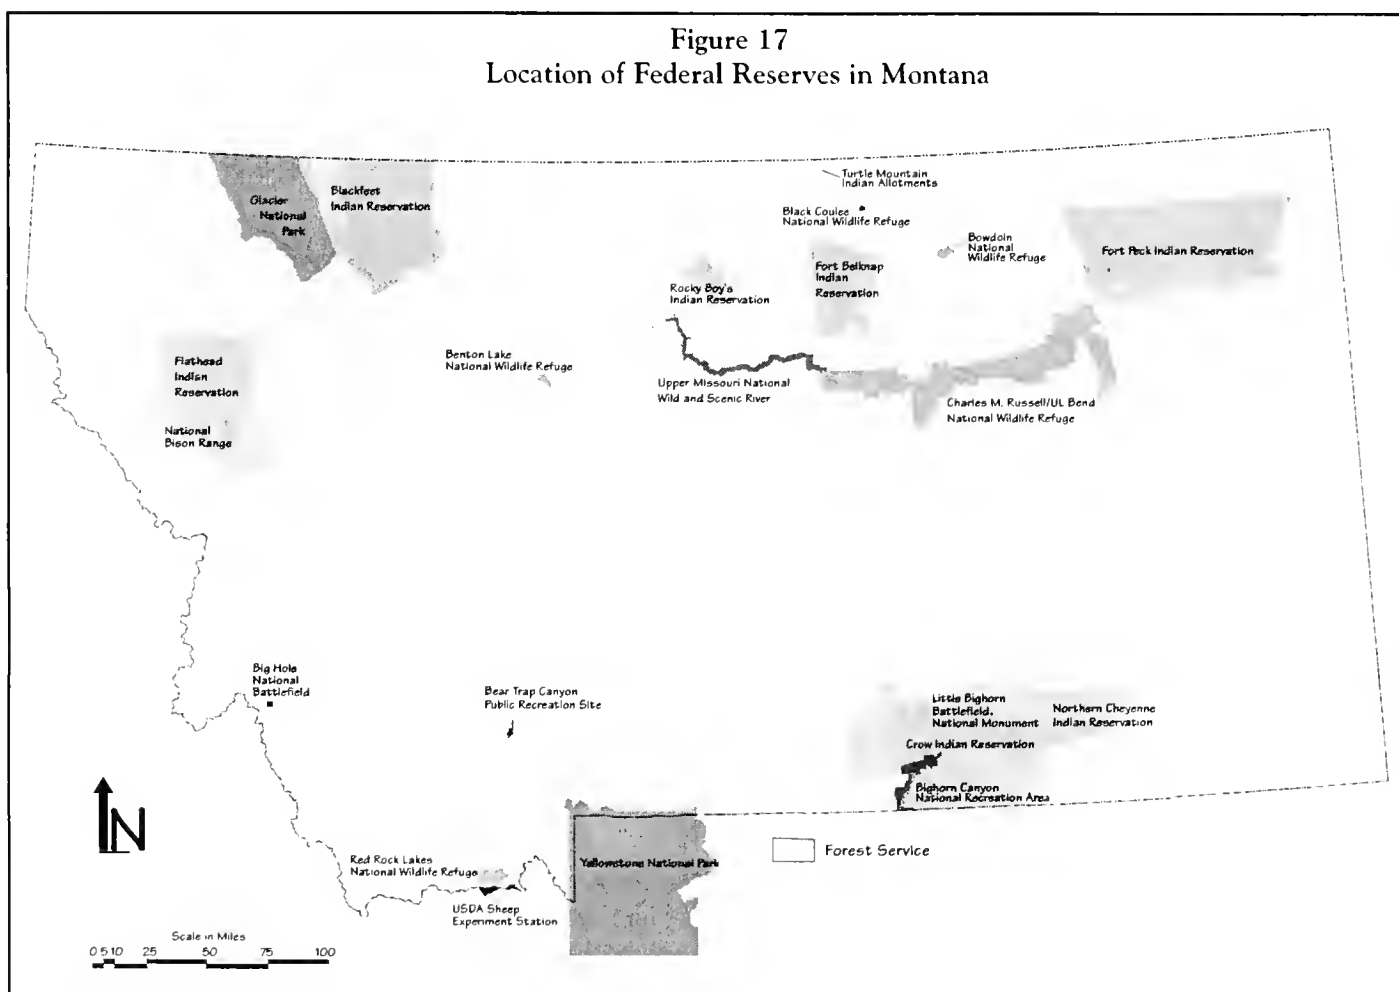 Figure 17
Location of Federal Reserves in Montana
Turtle Mountain
Indian Allotments
Glacier
National
Park
Blackfeet
Indian Reservation
Black Coulee
National Wildlife Refuge
Bowdoin
National
Wildlife Refuge
Fort Peck Indian Reservation
Fort Belknap
Indian
Reservation
Rocky Boy's
Indian Reservation
Flathead
Indian
Reservation
Benton Lake
National Wildlife Refuge
Upper Missouri National
Wild and Scenic River
Charles M. Russell/UL Bend
National Wildlife Refuge
National
Bison Range
Big Hole
National
Battlefield
Bear Trap Canyon
Public Recreation Site
Little Bighorn
Battlefield.
National Monument
Northern Cheyenne
Indian Reservation
Crow Indian Reservation
Bighorn Canyon
National Recreation Area
N
Red Rock Lakes
National Wildlife Refuge
Yellowstone National Park
Forest Service
USDA Sheep
Experiment Station
Scale in Miles
0 5 10 25 50 75 100